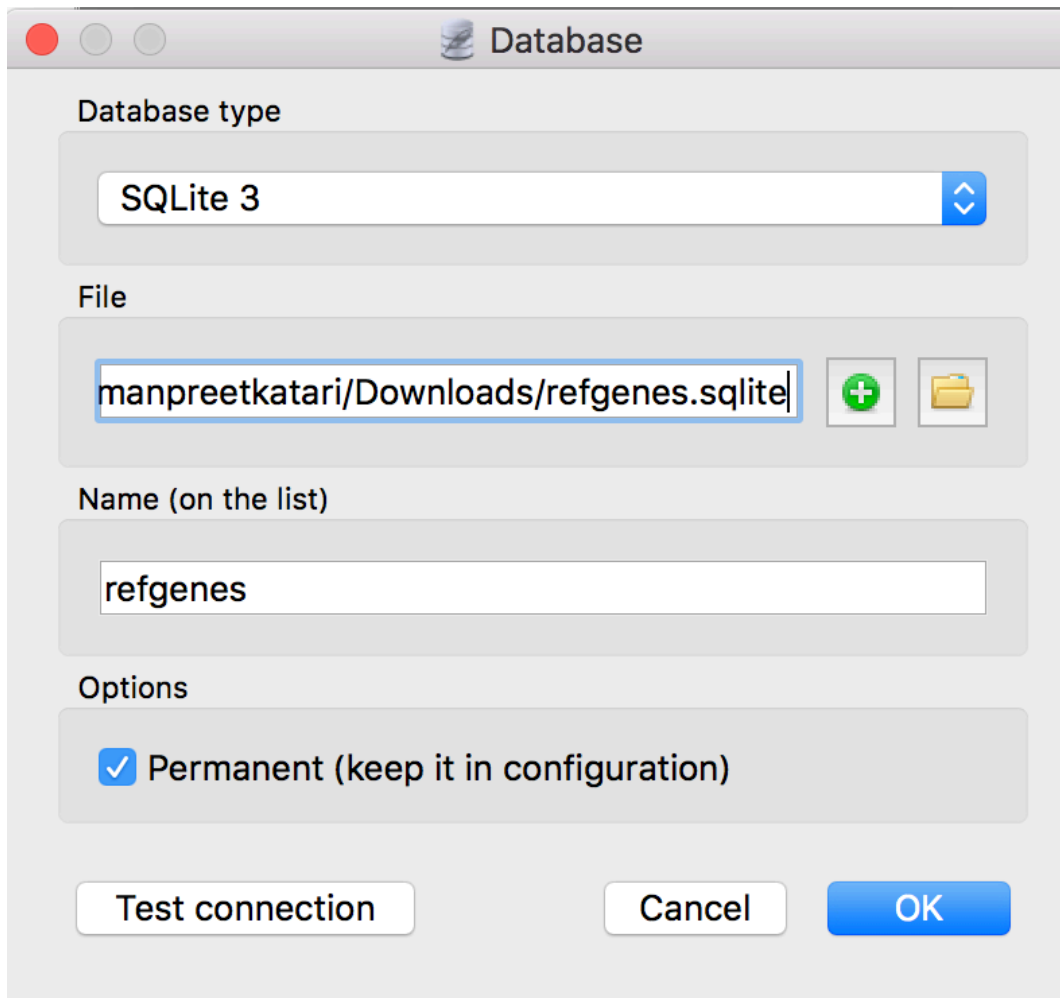 Database
Database type
SQLite 3
File
manpreetkatari/Downloads/refgenes.sqlite
Name (on the list)
refgenes
Options
Permanent (keep it in configuration)
Test connection
Cancel
OK